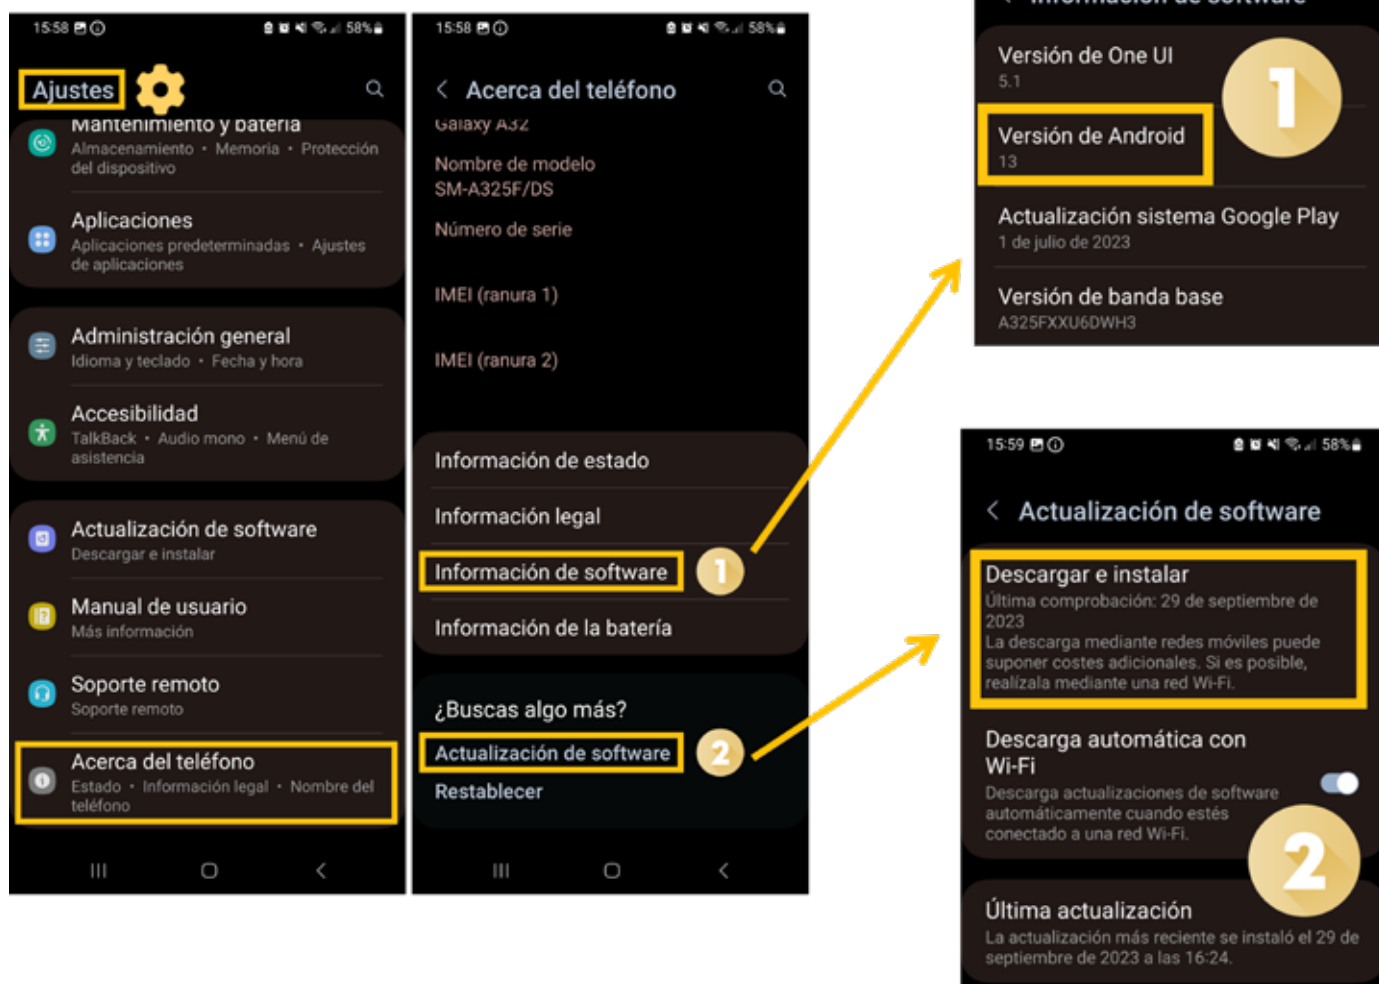 15:58
58%
Ajustes
Mantenimiento y batería
Almacenamiento • Memoria • Protección
del dispositivo
Aplicaciones
Aplicaciones predeterminadas • Ajustes
de aplicaciones
Administración general
Idioma y teclado • Fecha y hora
Accesibilidad
TalkBack • Audio mono • Menú de
asistencia
Actualización de software
Descargar e instalar
Manual de usuario
Más información
Soporte remoto
Soporte remoto
Acerca del teléfono
Estado • Información legal • Nombre del
teléfono
15:58
58%
Acerca del teléfono
Galaxy A32
Nombre de modelo
SM-A325F/DS
Número de serie
IMEI (ranura 1)
IMEI (ranura 2)
Información de estado
Información legal
Información de software
1
Información de la batería
¿Buscas algo más?
Actualización de software
2
Restablecer
Información de software
Versión de One UI
5.1
1
Versión de Android
13
Actualización sistema Google Play
1 de julio de 2023
Versión de banda base
A325FXXU6DWH3
15:59
58%
Actualización de software
Descargar e instalar
Última comprobación: 29 de septiembre de
2023
La descarga mediante redes móviles puede
suponer costes adicionales. Si es posible,
realízala mediante una red Wi-Fi.
Descarga automática con
Wi-Fi
Descarga actualizaciones de software
automáticamente cuando estés
conectado a una red Wi-Fi.
2
Última actualización
La actualización más reciente se instaló el 29 de
septiembre de 2023 a las 16:24.